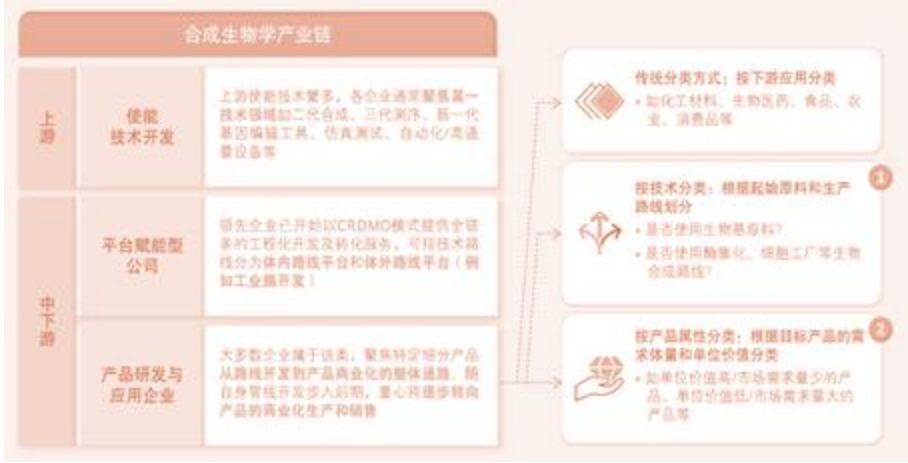 合成生物学产业链
上游
使能
技术开发
上游使能技术繁多，各企业通常聚焦某一
技术领域如二代合成、三代测序、新一代
基因编辑工具、仿真测试、自动化/高通
量设备等
中下游
平台赋能型
公司
领先企业已开始以CRDMO模式提供全链
条的工程化开发及转化服务，可按技术路
线分为体内路线平台和体外路线平台（例
如工业酶开发）
产品研发与
应用企业
大多数企业属于该类，聚焦特定细分产品
从路线开发到产品商业化的整体通路，随
自身管线开发步入后期，重心将逐步转向
产品的商业化生产和销售
传统分类方式：按下游应用分类
• 如化工材料、生物医药、食品、农
业、消费品等
1
按技术分类：根据起始原料和生产
路线划分
• 是否使用生物基原料？
• 是否使用酶催化、细胞工厂等生物
合成路线？
2
按产品属性分类：根据目标产品的需
求体量和单位价值分类
• 如单位价值高/市场需求量少的产
品、单位价值低/市场需求量大的
产品等